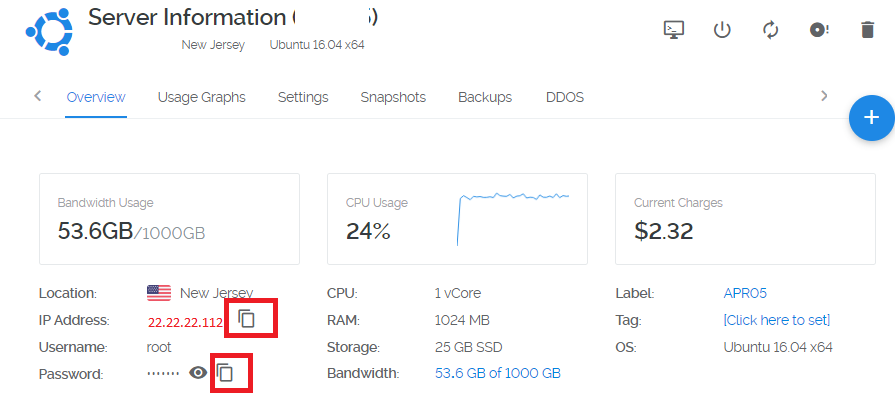 Server Information (
New Jersey Ubuntu 16.04 x64
Overview Usage Graphs Settings Snapshots Backups DDOS
Bandwidth Usage
53.6GB/1000GB
CPU Usage
24%
Current Charges
$2.32
Location: New Jersey
IP Address: 22.22.22.112
Username: root
Password: ·······
CPU: 1 vCore
RAM: 1024 MB
Storage: 25 GB SSD
Bandwidth: 53.6 GB of 1000 GB
Label: APR05
Tag: [Click here to set]
OS: Ubuntu 16.04 x64